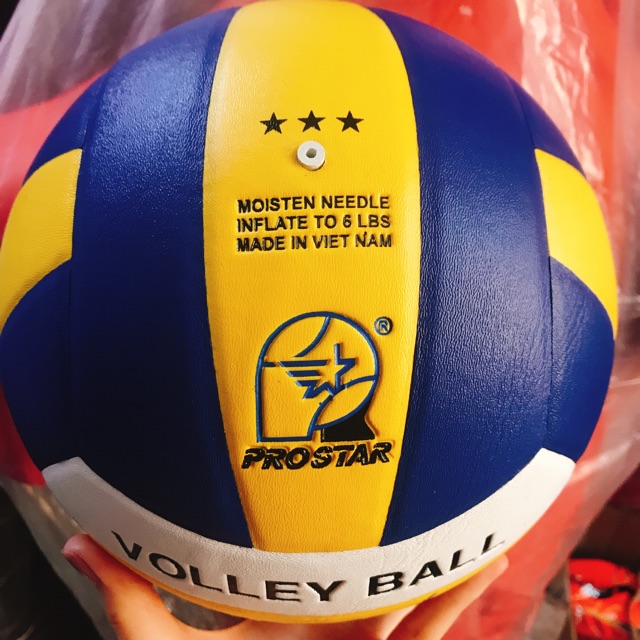 ★★★
MOISTEN NEEDLE
INFLATE TO 6 LBS
MADE IN VIET NAM
®
PROSTAR
VOLLEY BALL